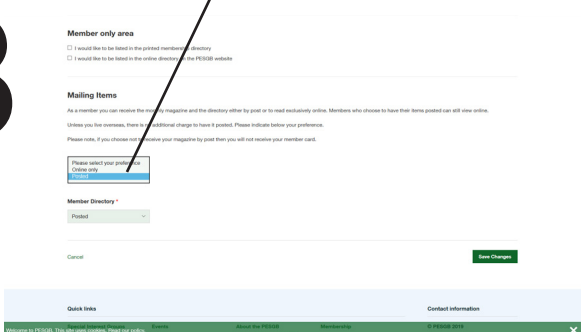 Member only area
I would like to be listed in the printed membership directory
I would like to be listed in the online directory on the PESGB website
Mailing Items
As a member you can receive the monthly magazine and the directory either by post or to read exclusively online. Members who choose to have their items posted can still view online.
Unless you live overseas, there is no additional charge to have it posted. Please indicate below your preference.
Please note, if you choose not to receive your magazine by post then you will not receive your member card.
Please select your preference
Online only
Posted
Member Directory *
Posted
Cancel
Save Changes
Quick links
Contact information
Special Interest Groups Events About the PESGB Membership © PESGB 2018
Welcome to PESGB. This site uses cookies. Read our policy.